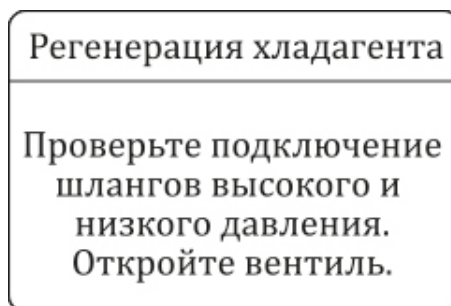 Регенерация хладагента
Проверьте подключение
шлангов высокого и
низкого давления.
Откройте вентиль.